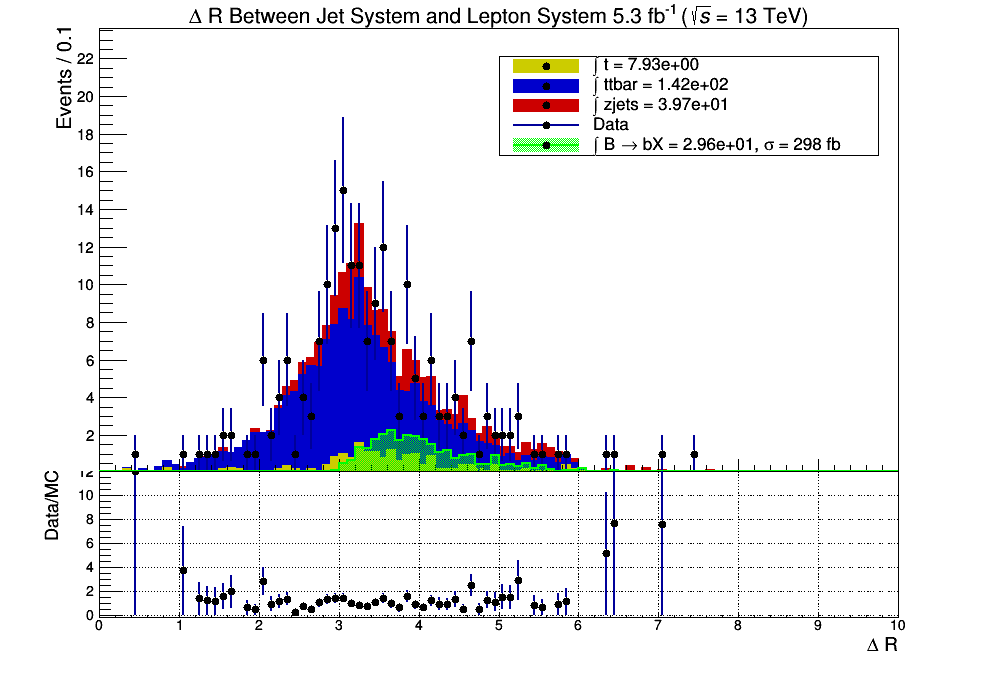 Δ R Between Jet System and Lepton System 5.3 fb⁻¹ (√s = 13 TeV)
Events / 0.1
22
20
18
16
14
12
10
8
6
4
2
∫ t = 7.93e+00
∫ ttbar = 1.42e+02
∫ zjets = 3.97e+01
Data
∫ B → bX = 2.96e+01, σ = 298 fb
Data/MC
12
10
8
6
4
2
0
0 1 2 3 4 5 6 7 8 9 10
Δ R